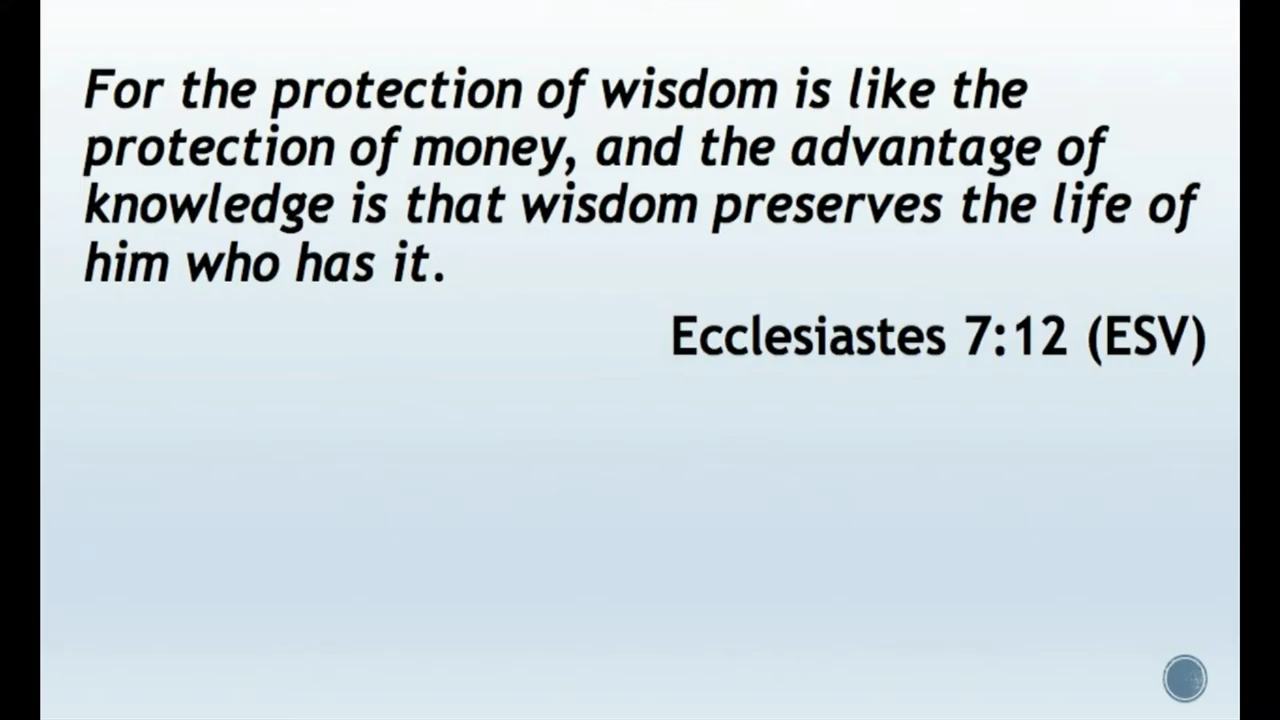 For the protection of wisdom is like the
protection of money, and the advantage of
knowledge is that wisdom preserves the life of
him who has it.
Ecclesiastes 7:12 (ESV)